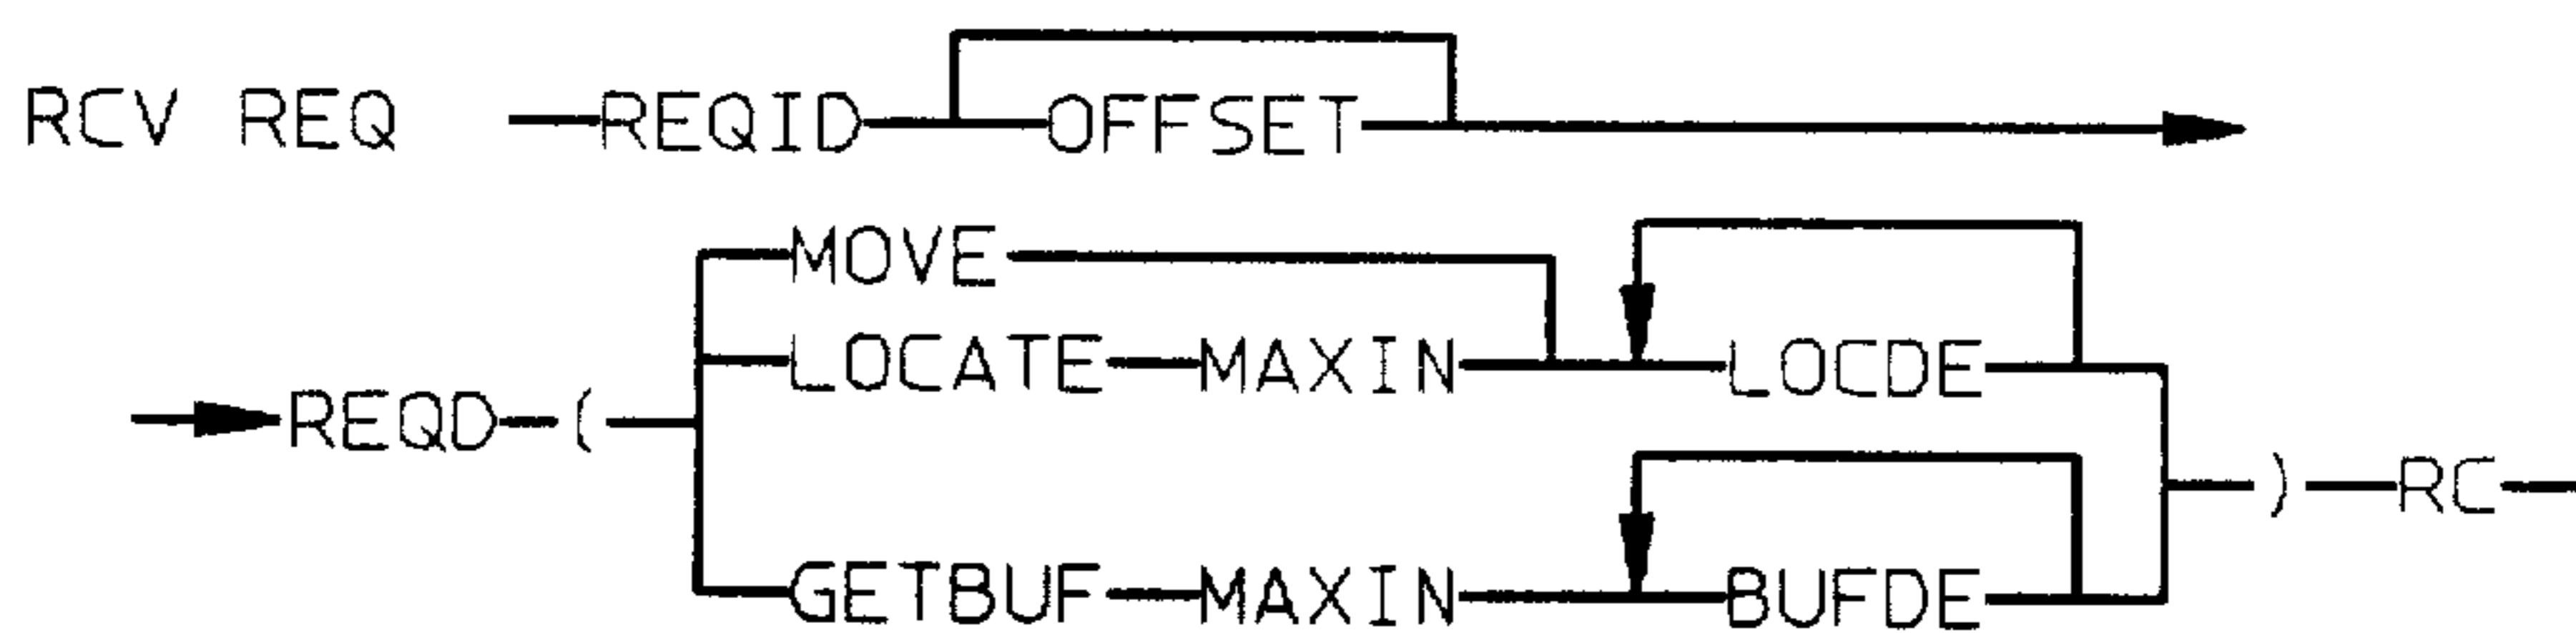 RCV REQ REQID OFFSET
MOVE
LOCATE MAXIN LOCDE
REQD ( ) RC
GETBUF MAXIN BUFDE